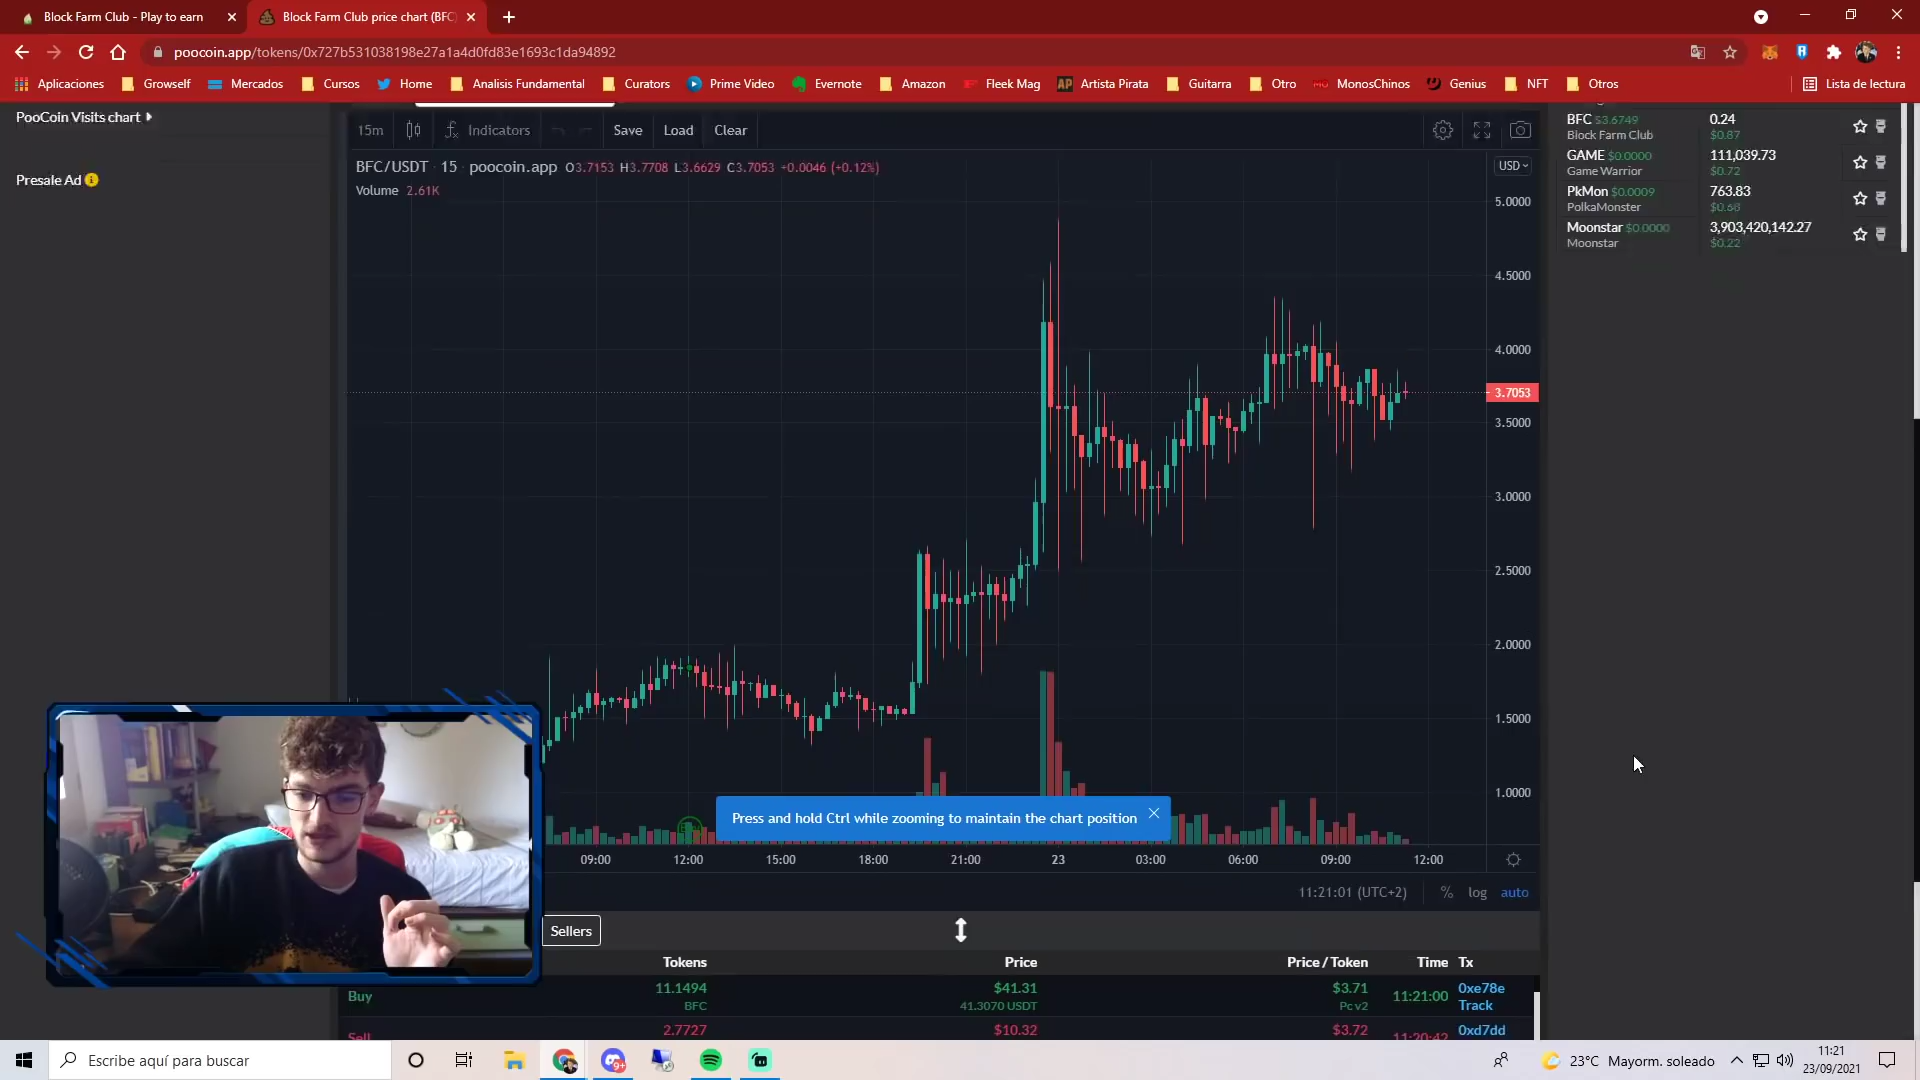 Block Farm Club - Play to earn
Block Farm Club price chart (BFC
poocoin.app/tokens/0x727b531038198e27a1a4d0fd83e1693c1da94892
Aplicaciones Growself Mercados Cursos Home Analisis Fundamental Curators Prime Video Evernote Amazon Fleek Mag Artista Pirata Guitarra Otro MonosChinos Genius NFT Otros Lista de lectura
PooCoin Visits chart
Presale Ad
15m Indicators Save Load Clear
BFC/USDT 15 poocoin.app O3.7153 H3.7708 L3.6629 C3.7053 +0.0046 (+0.12%)
USD
Volume 2.61K
5.0000
4.5000
4.0000
3.7053
3.5000
3.0000
2.5000
2.0000
1.5000
1.0000
BFC $3.6749 0.24
Block Farm Club $0.87
GAME $0.0000 111,039.73
Game Warrior $0.72
PkMon $0.0009 763.83
PolkaMonster $0.68
Moonstar $0.0000 3,903,420,142.27
Moonstar $0.22
Press and hold Ctrl while zooming to maintain the chart position
09:00 12:00 15:00 18:00 21:00 23 03:00 06:00 09:00 12:00
11:21:01 (UTC+2) % log auto
Sellers
Tokens Price Price / Token Time Tx
Buy 11.1494 $41.31 $3.71 11:21:00 0xe78e
BFC 41.3070 USDT Pc v2 Track
Sell 2.7727 $10.32 $3.72 11:20:42 0xd7dd
Escribe aquí para buscar
9+
23°C Mayorm. soleado
11:21
23/09/2021